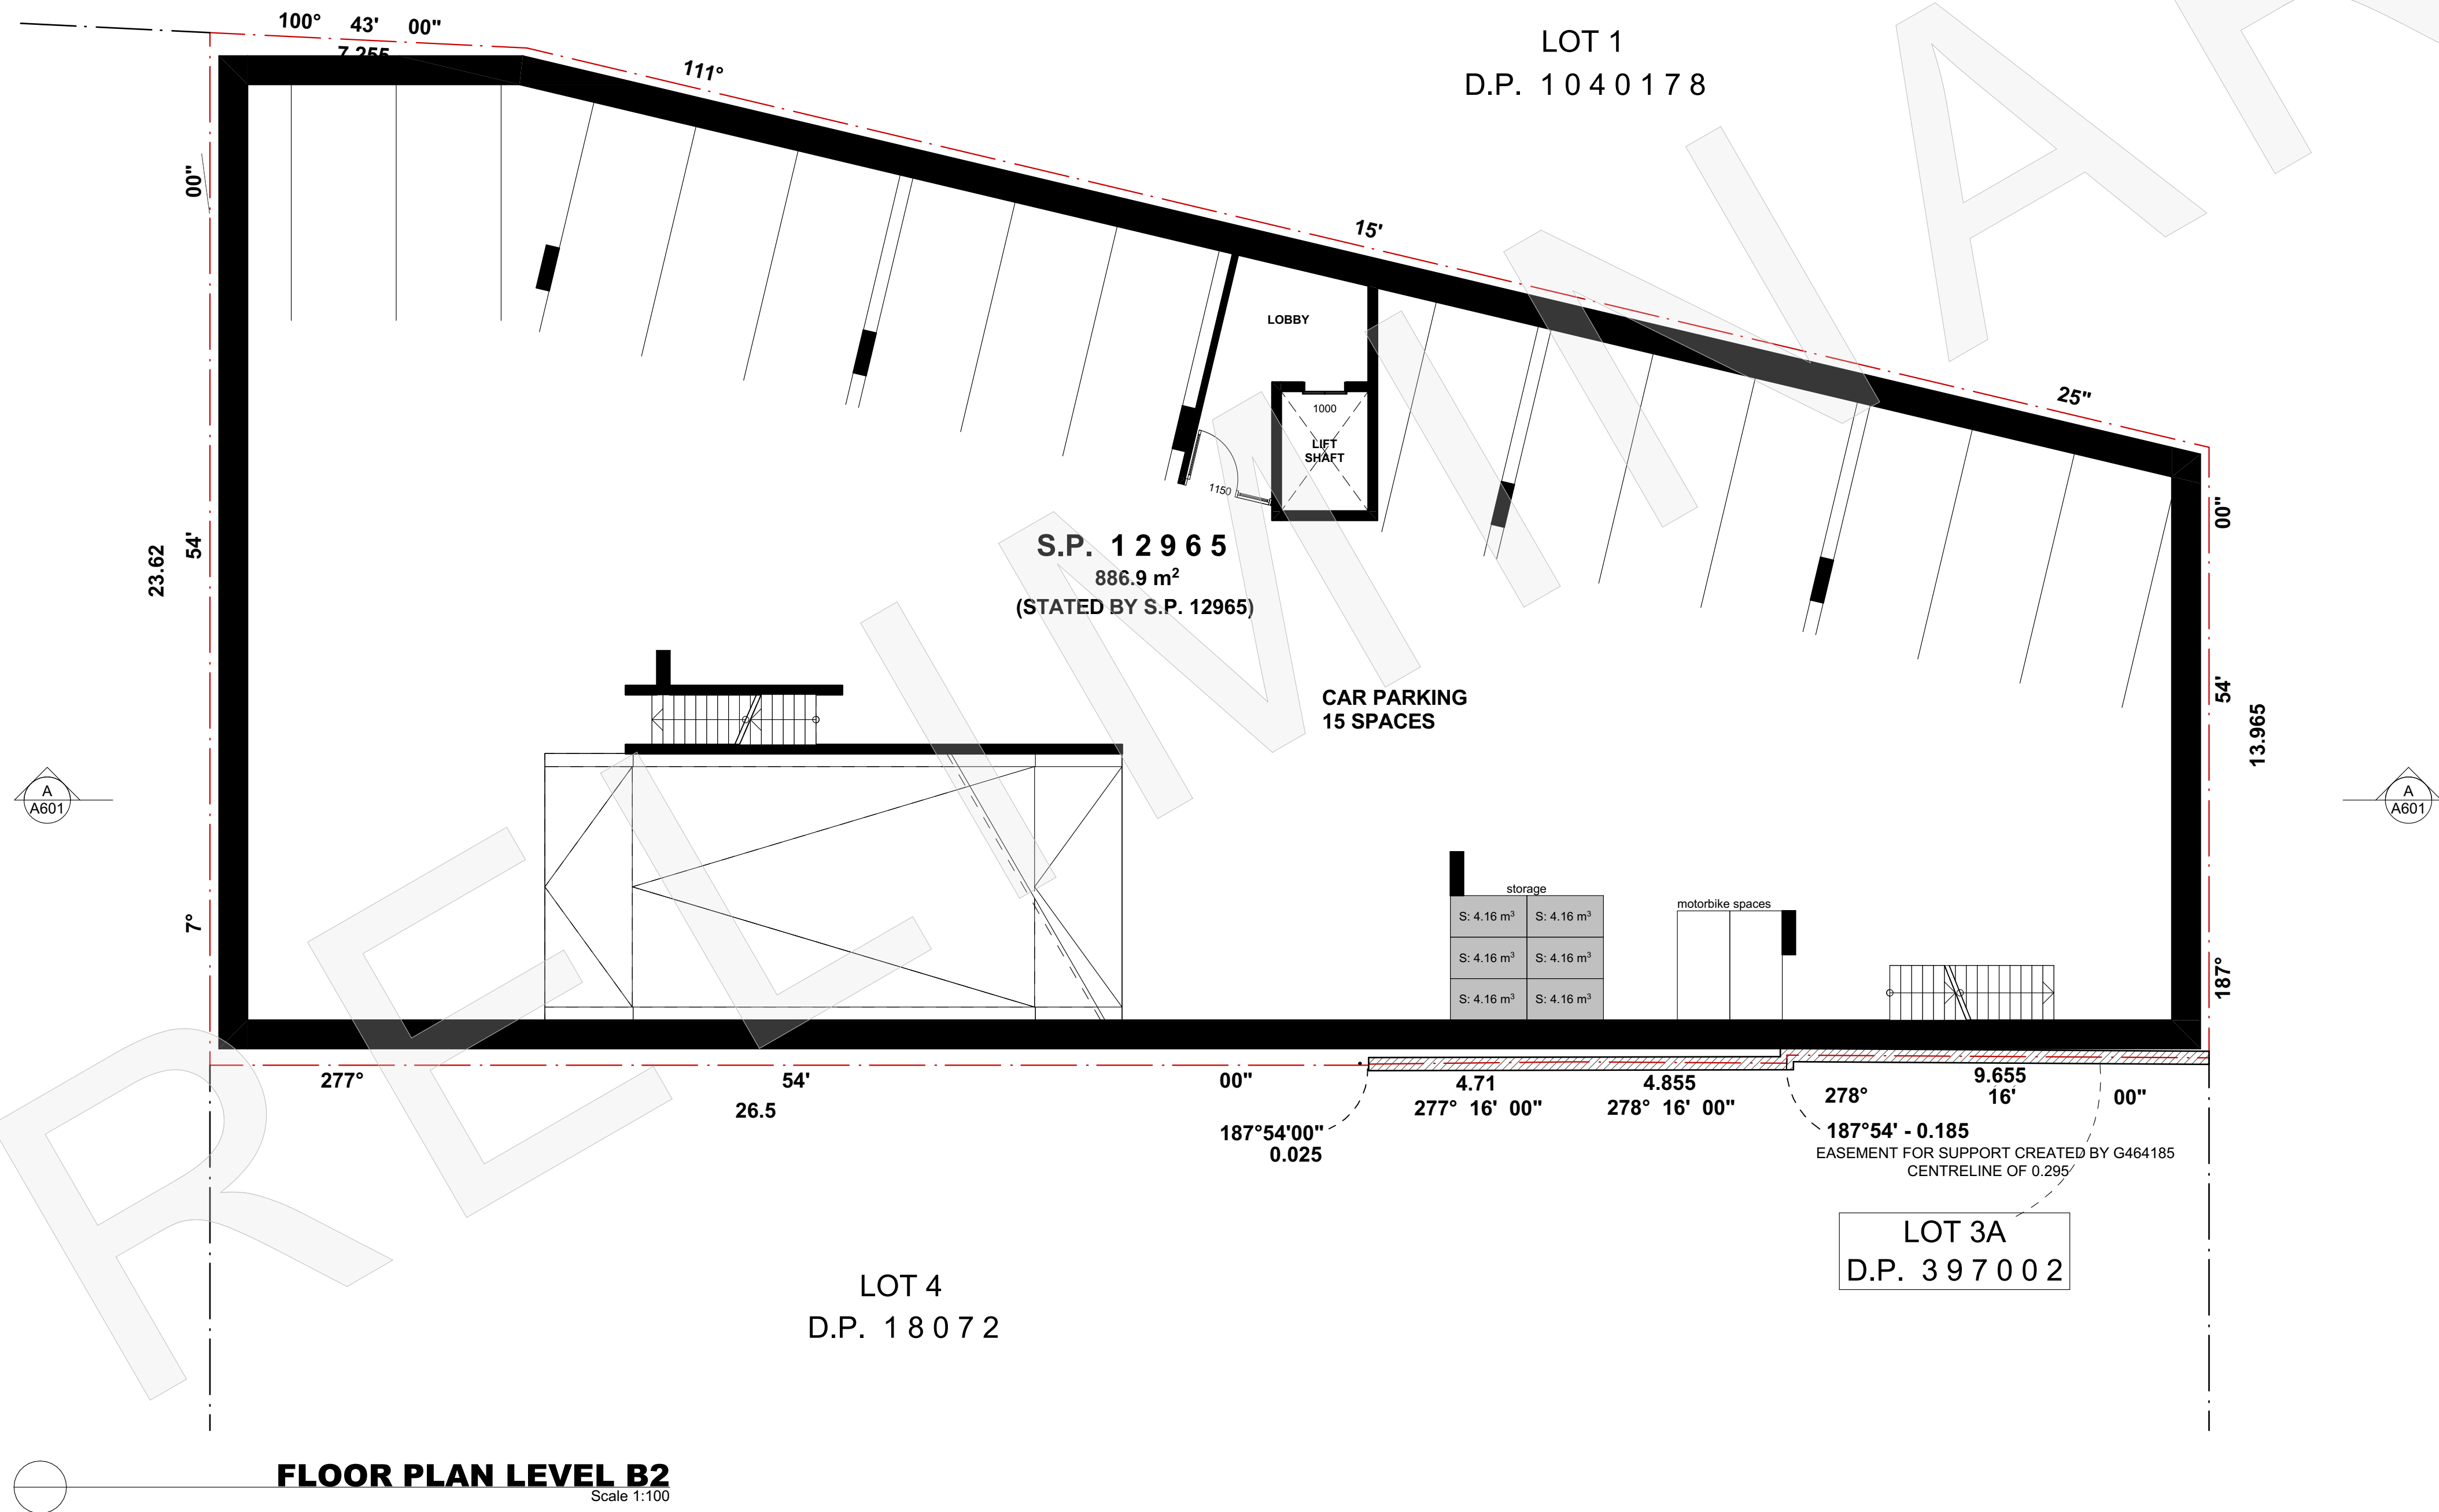 100° 43' 00"
7.255
111°
15'
25"
LOT 1
D.P. 1040178
00"
54'
23.62
7°
LOBBY
1000
LIFT
SHAFT
1150
S.P. 12965
886.9 m²
(STATED BY S.P. 12965)
CAR PARKING
15 SPACES
00"
54'
13.965
187°
A
A601
A
A601
storage
S: 4.16 m³ S: 4.16 m³
S: 4.16 m³ S: 4.16 m³
S: 4.16 m³ S: 4.16 m³
motorbike spaces
277° 54' 00"
26.5
4.71
277° 16' 00"
4.855
278° 16' 00"
9.655
278° 16' 00"
187°54'00"
0.025
187°54' - 0.185
EASEMENT FOR SUPPORT CREATED BY G464185
CENTRELINE OF 0.295
LOT 3A
D.P. 397002
LOT 4
D.P. 18072
RELIMINAR
FLOOR PLAN LEVEL B2
Scale 1:100